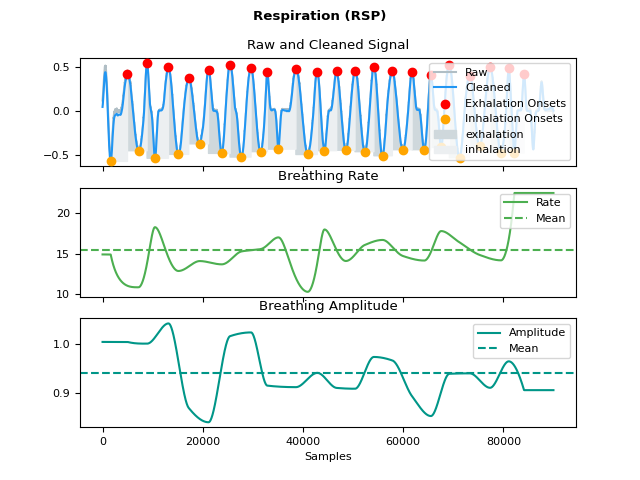 Respiration (RSP)
Raw and Cleaned Signal
0.5
0.0
−0.5
Raw
Cleaned
Exhalation Onsets
Inhalation Onsets
exhalation
inhalation
Breathing Rate
20
15
10
Rate
Mean
Breathing Amplitude
1.0
0.9
Amplitude
Mean
0 20000 40000 60000 80000
Samples